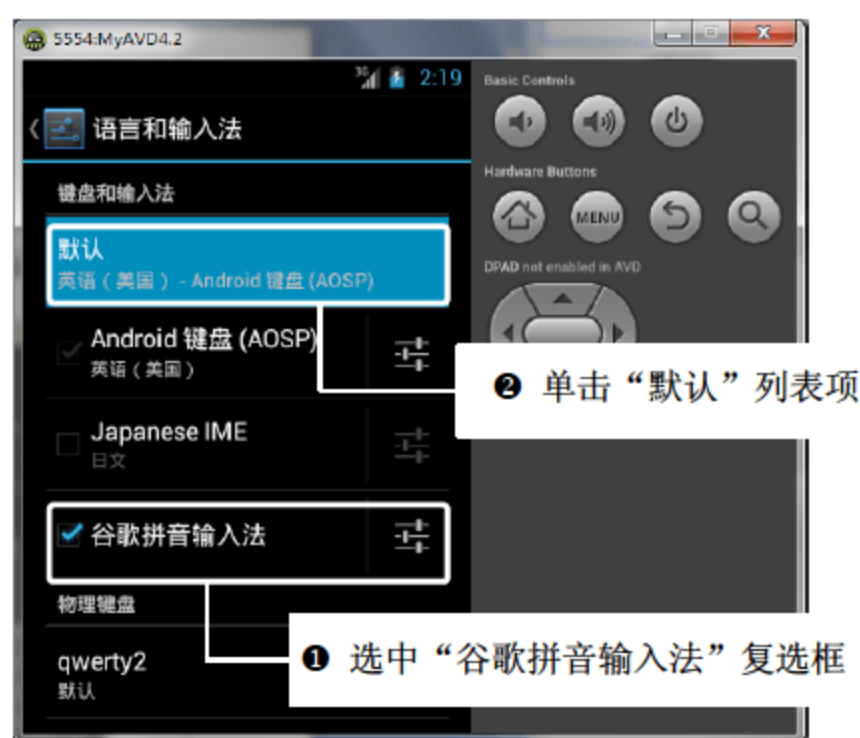 5554:MyAVD4.2
3G 2:19
语言和输入法
键盘和输入法
默认
英语（美国） - Android 键盘 (AOSP)
Android 键盘 (AOSP)
英语（美国）
Japanese IME
日文
谷歌拼音输入法
物理键盘
qwerty2
默认
Basic Controls
Hardware Buttons
MENU
DPAD not enabled in AVD
❷ 单击“默认”列表项
❶ 选中“谷歌拼音输入法”复选框